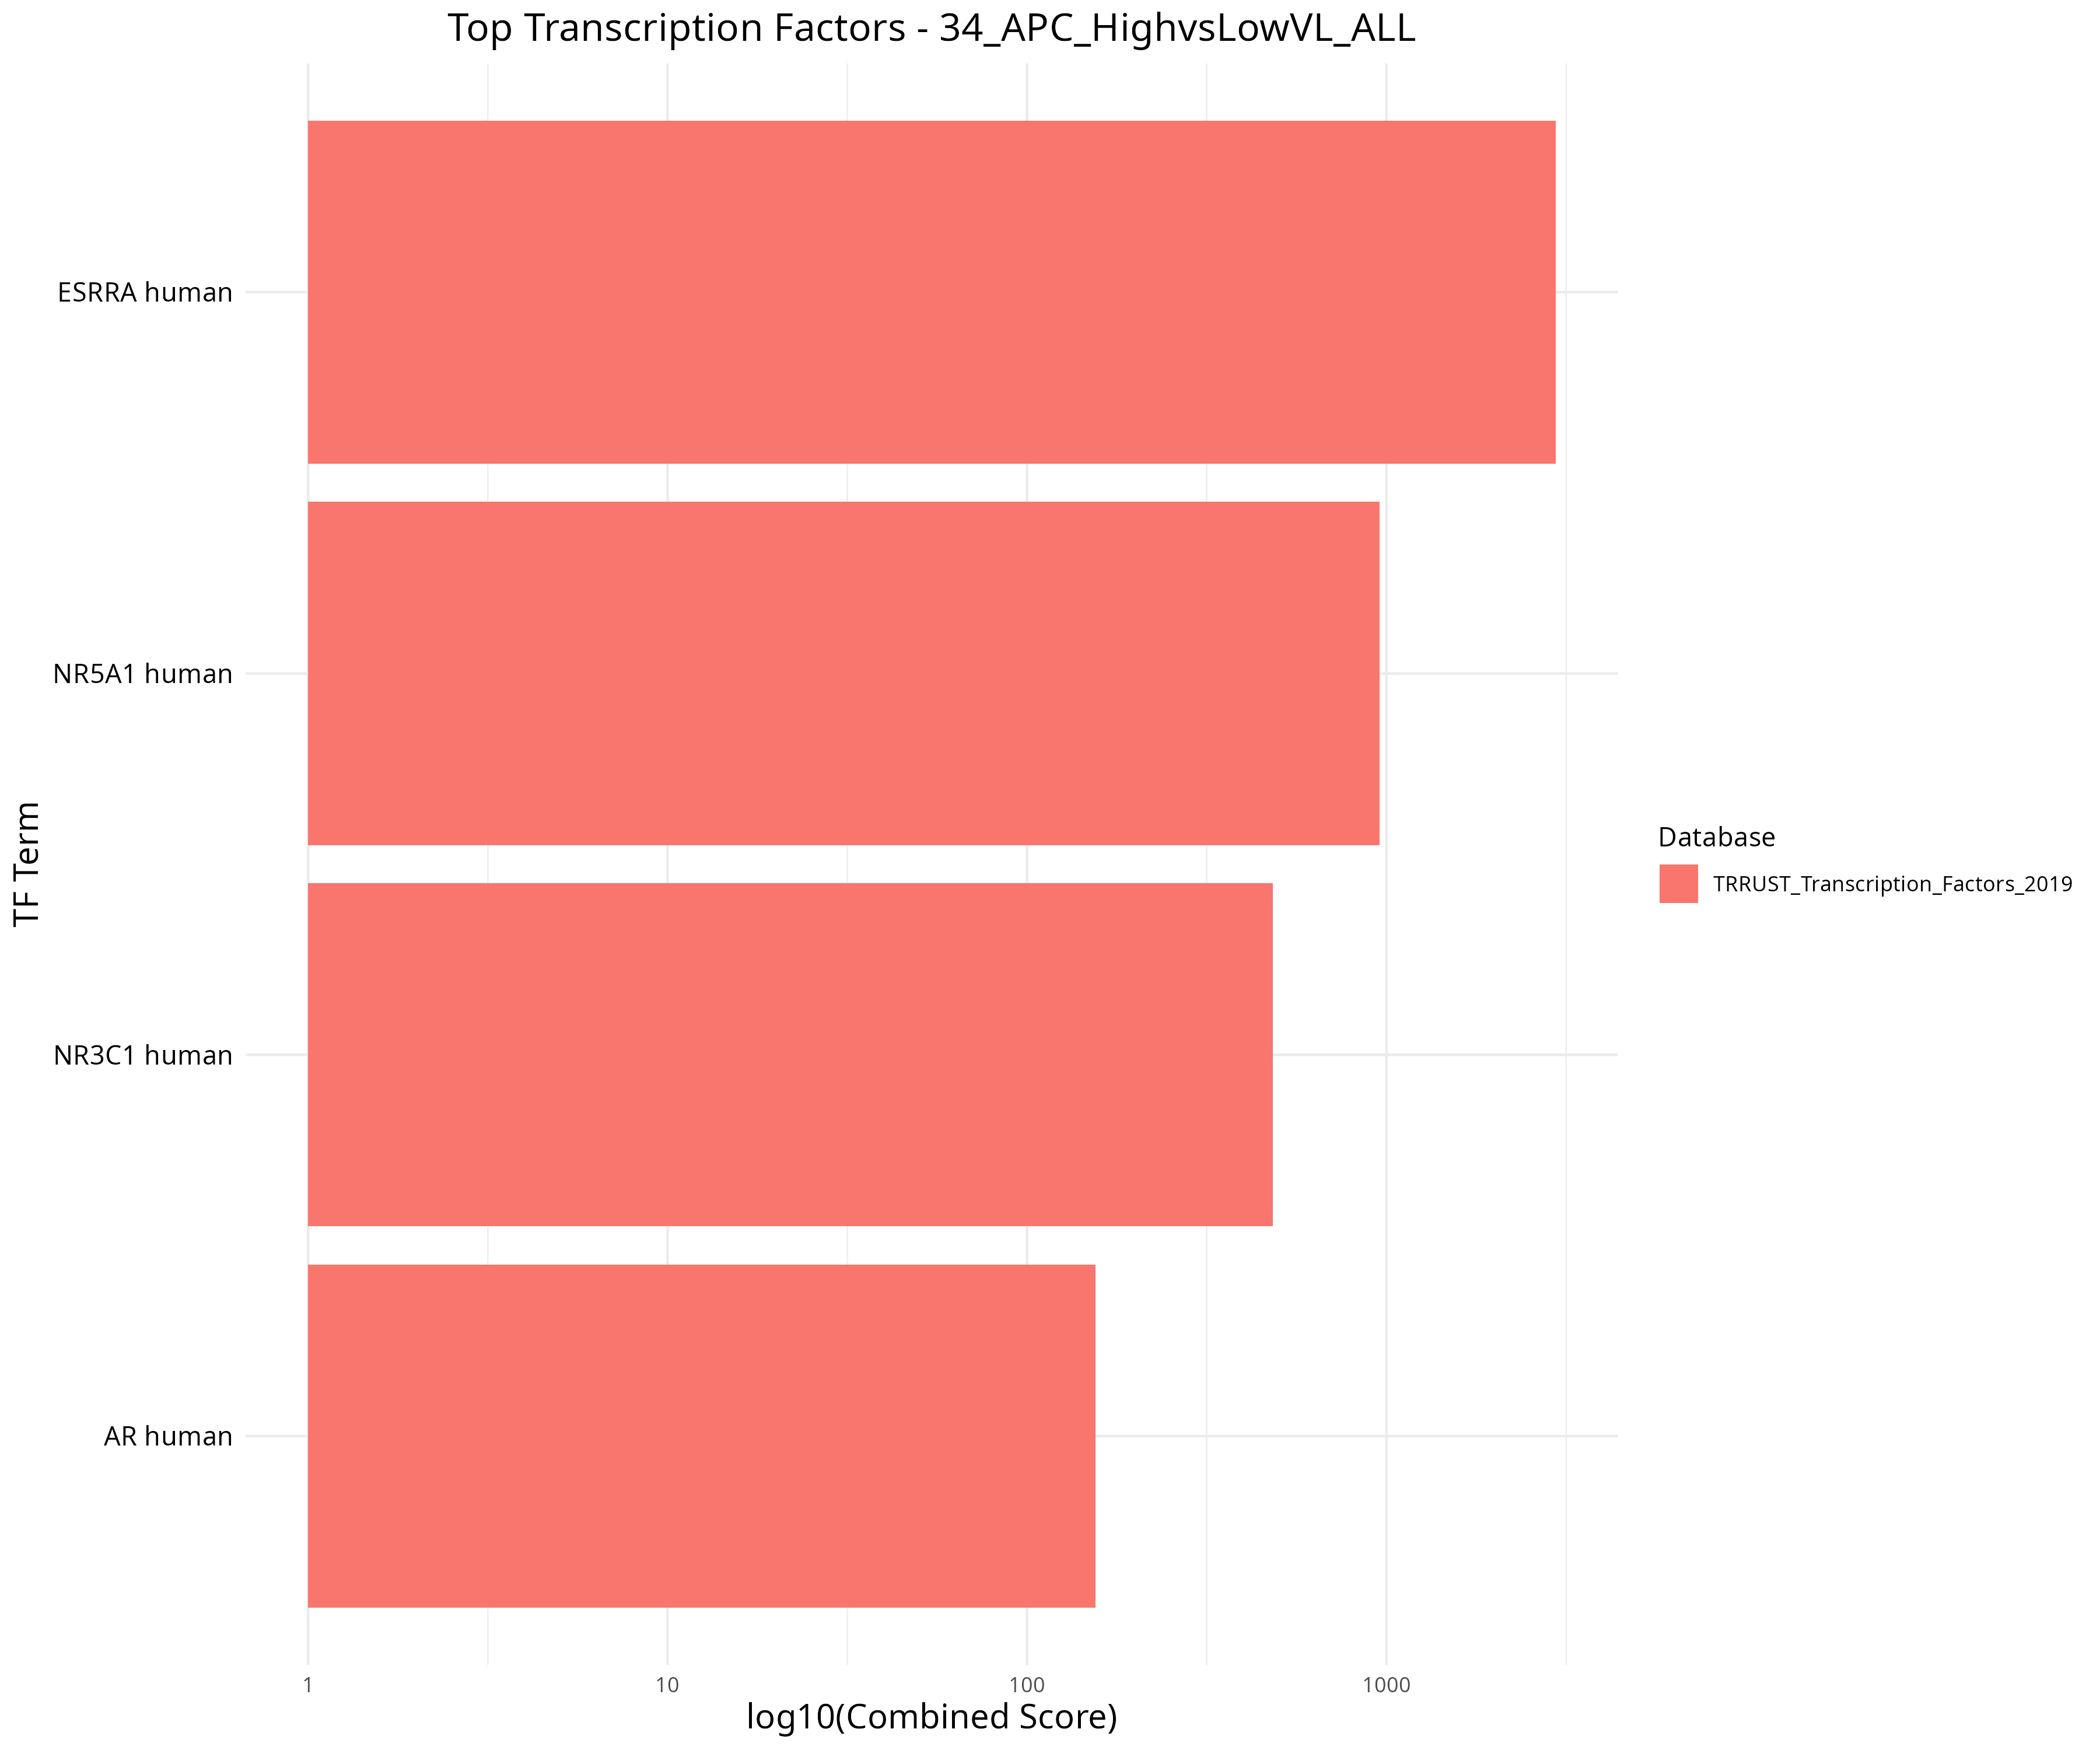 Top Transcription Factors - 34_APC_HighvsLowVL_ALL
TF Term
ESRRA human
NR5A1 human
NR3C1 human
AR human
1 10 100 1000
log10(Combined Score)
Database
TRRUST_Transcription_Factors_2019